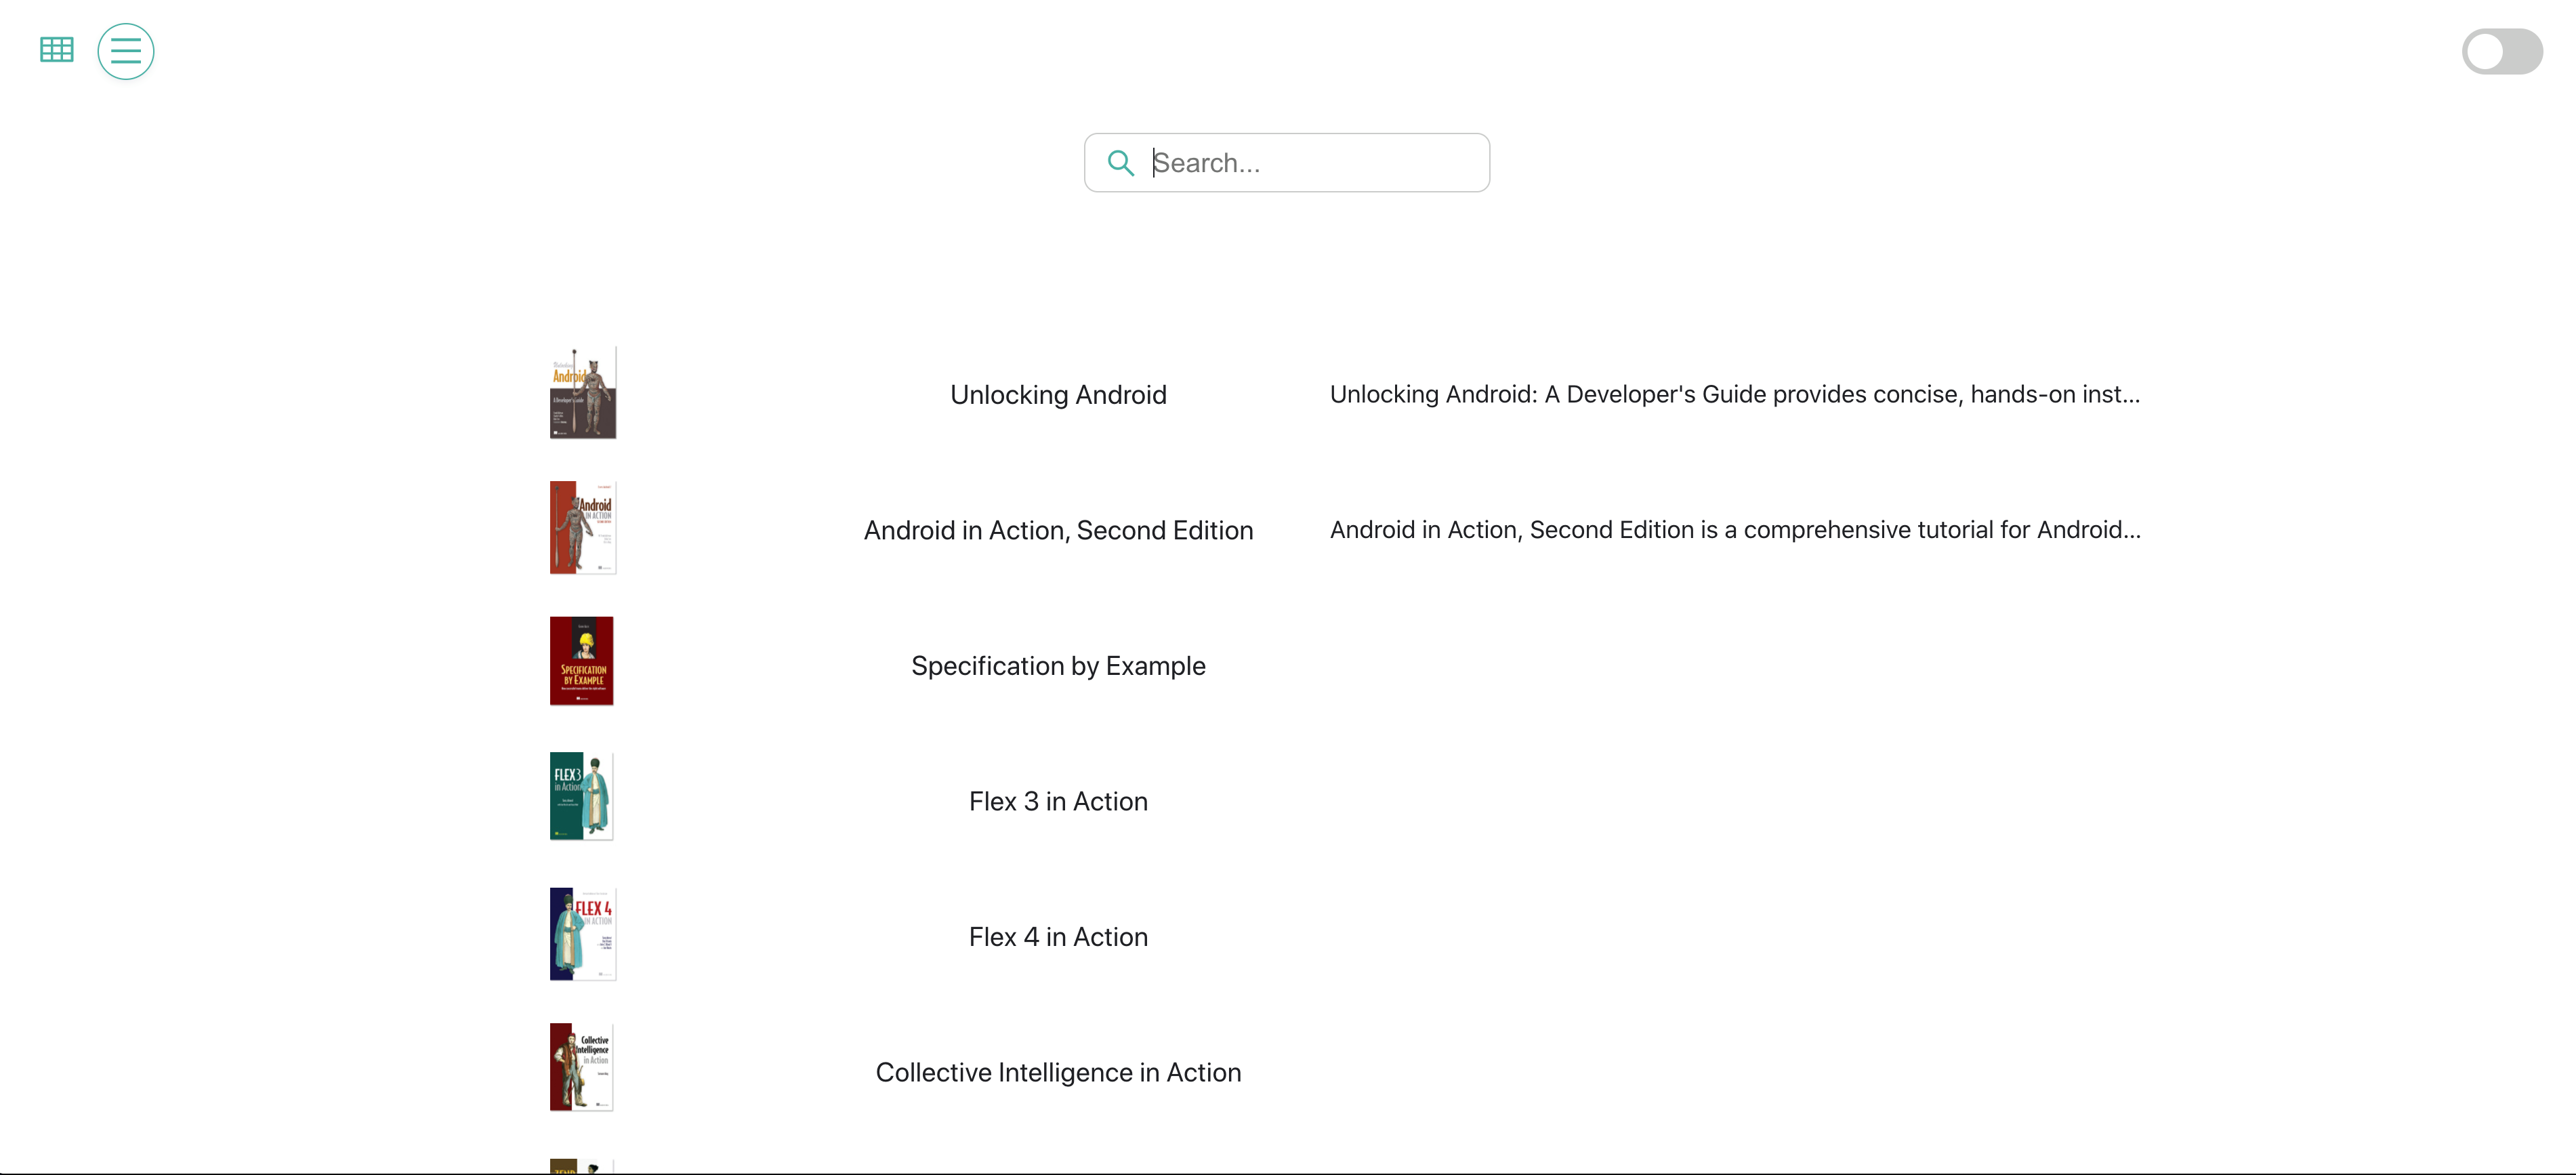 Search...
Android
Unlocking Android
Unlocking Android: A Developer's Guide provides concise, hands-on inst...
Android
IN ACTION
Android in Action, Second Edition
Android in Action, Second Edition is a comprehensive tutorial for Android...
SPECIFICATION
BY EXAMPLE
Specification by Example
FLEX 3
in Action
Flex 3 in Action
FLEX 4
IN ACTION
Flex 4 in Action
Collective
Intelligence
in Action
Collective Intelligence in Action